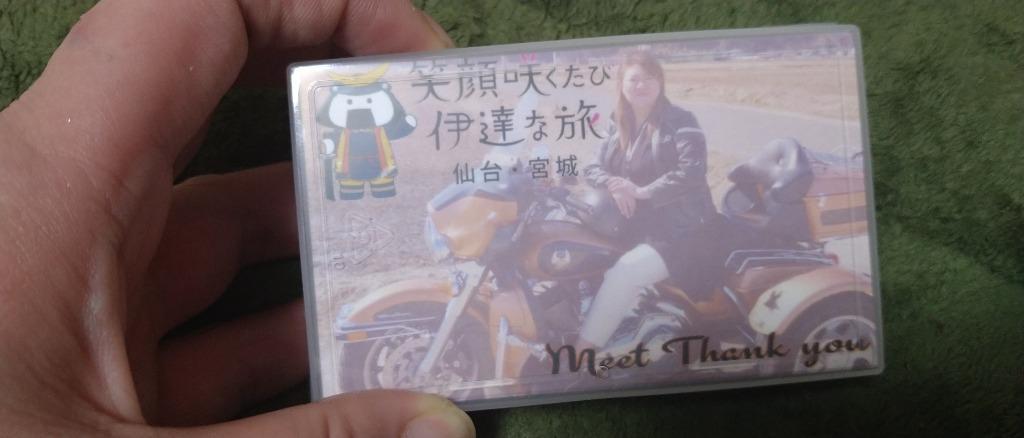 笑顔咲くたび
伊達な旅
仙台・宮城
Meet Thank you